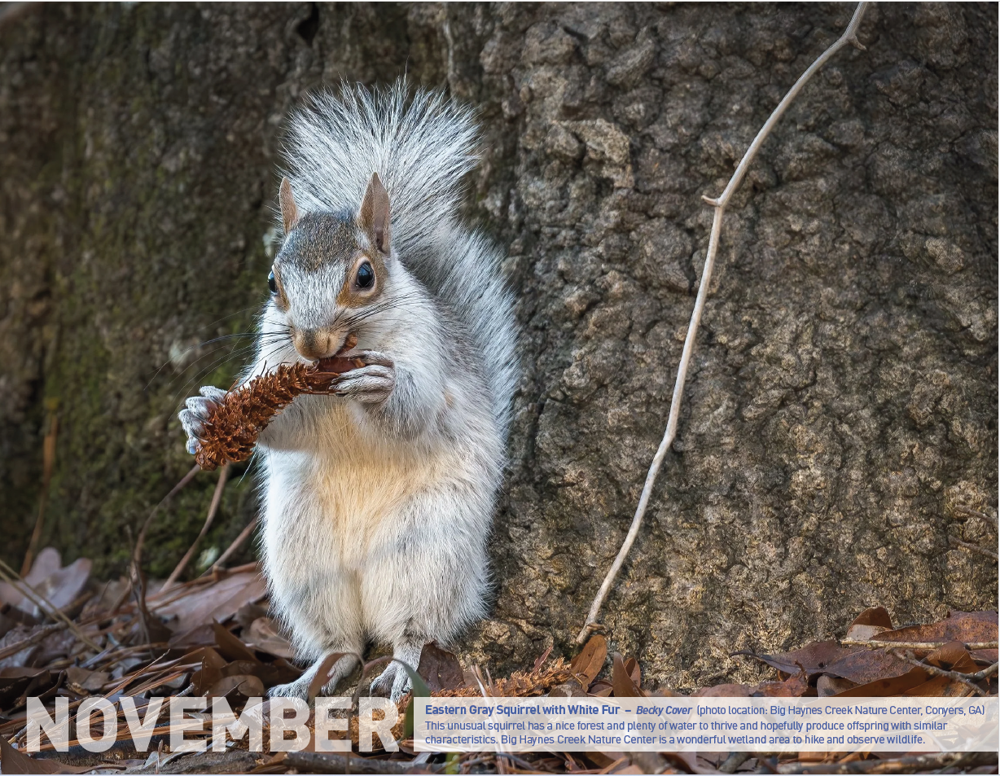 NOVEMBER
Eastern Gray Squirrel with White Fur – Becky Cover (photo location: Big Haynes Creek Nature Center, Conyers, GA)
This unusual squirrel has a nice forest and plenty of water to thrive and hopefully produce offspring with similar
characteristics. Big Haynes Creek Nature Center is a wonderful wetland area to hike and observe wildlife.